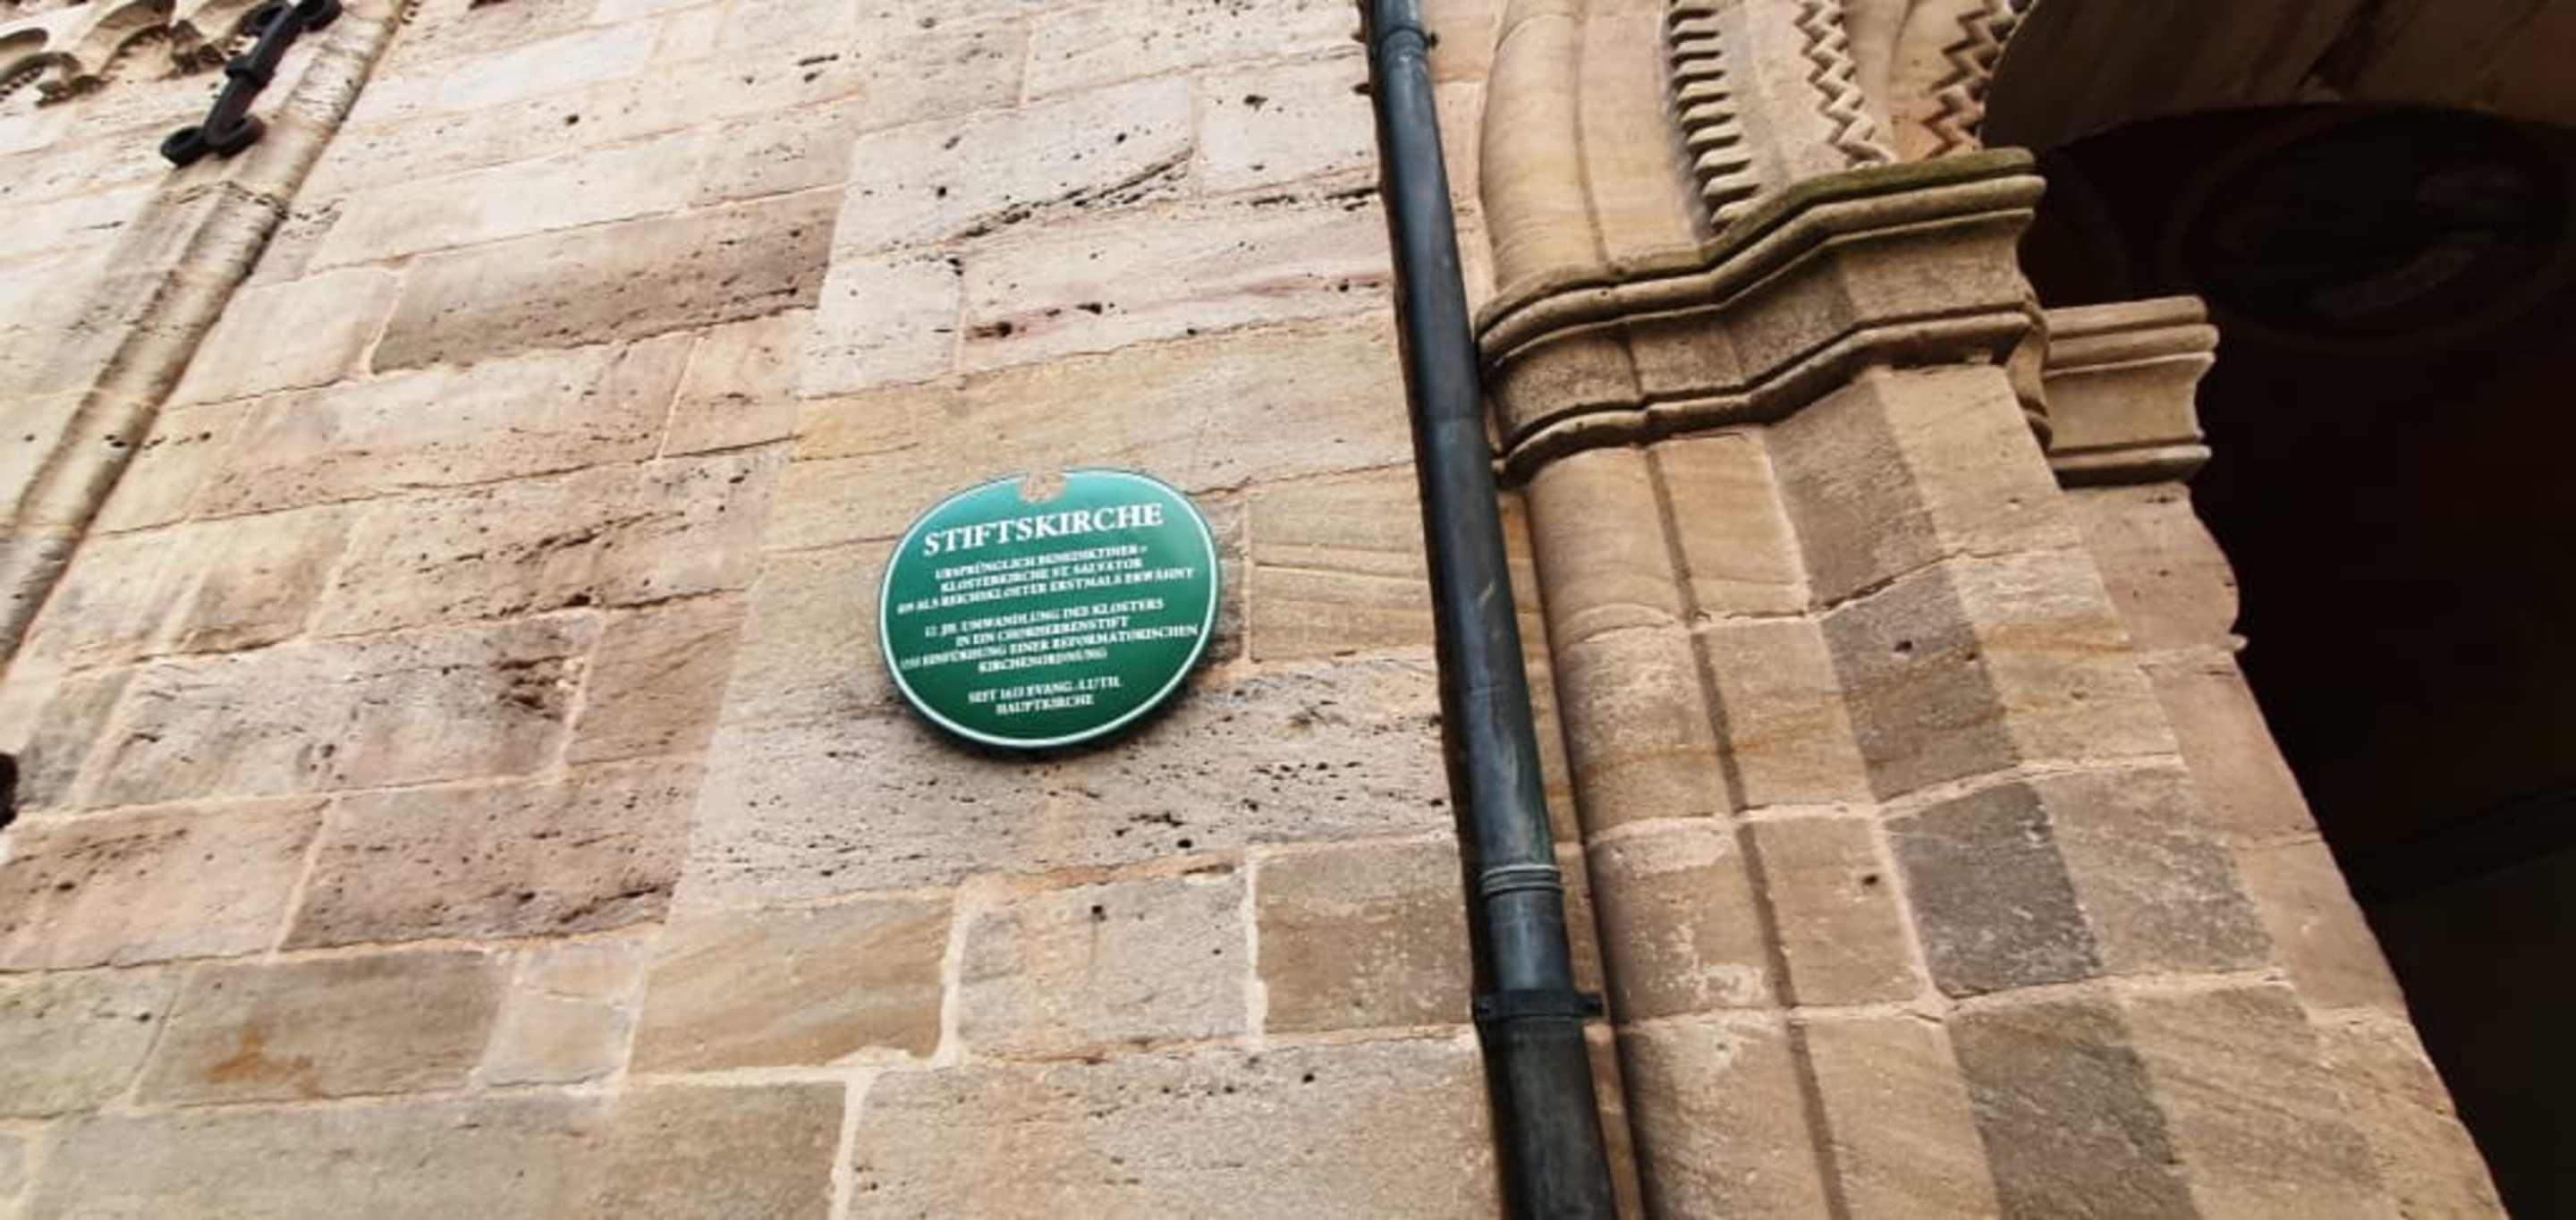 STIFTSKIRCHE
URSPRÜNGLICH BENEDIKTINER-
KLOSTERKIRCHE ST. SALVATOR
ALS REICHSKLOSTER ERSTMALS ERWÄHNT
JH. UMWANDLUNG DES KLOSTERS
IN EIN CHORHERRENSTIFT
EINFÜHRUNG EINER REFORMATORISCHEN
KIRCHENORDNUNG
SEIT 1613 EVANG.-LUTH.
HAUPTKIRCHE